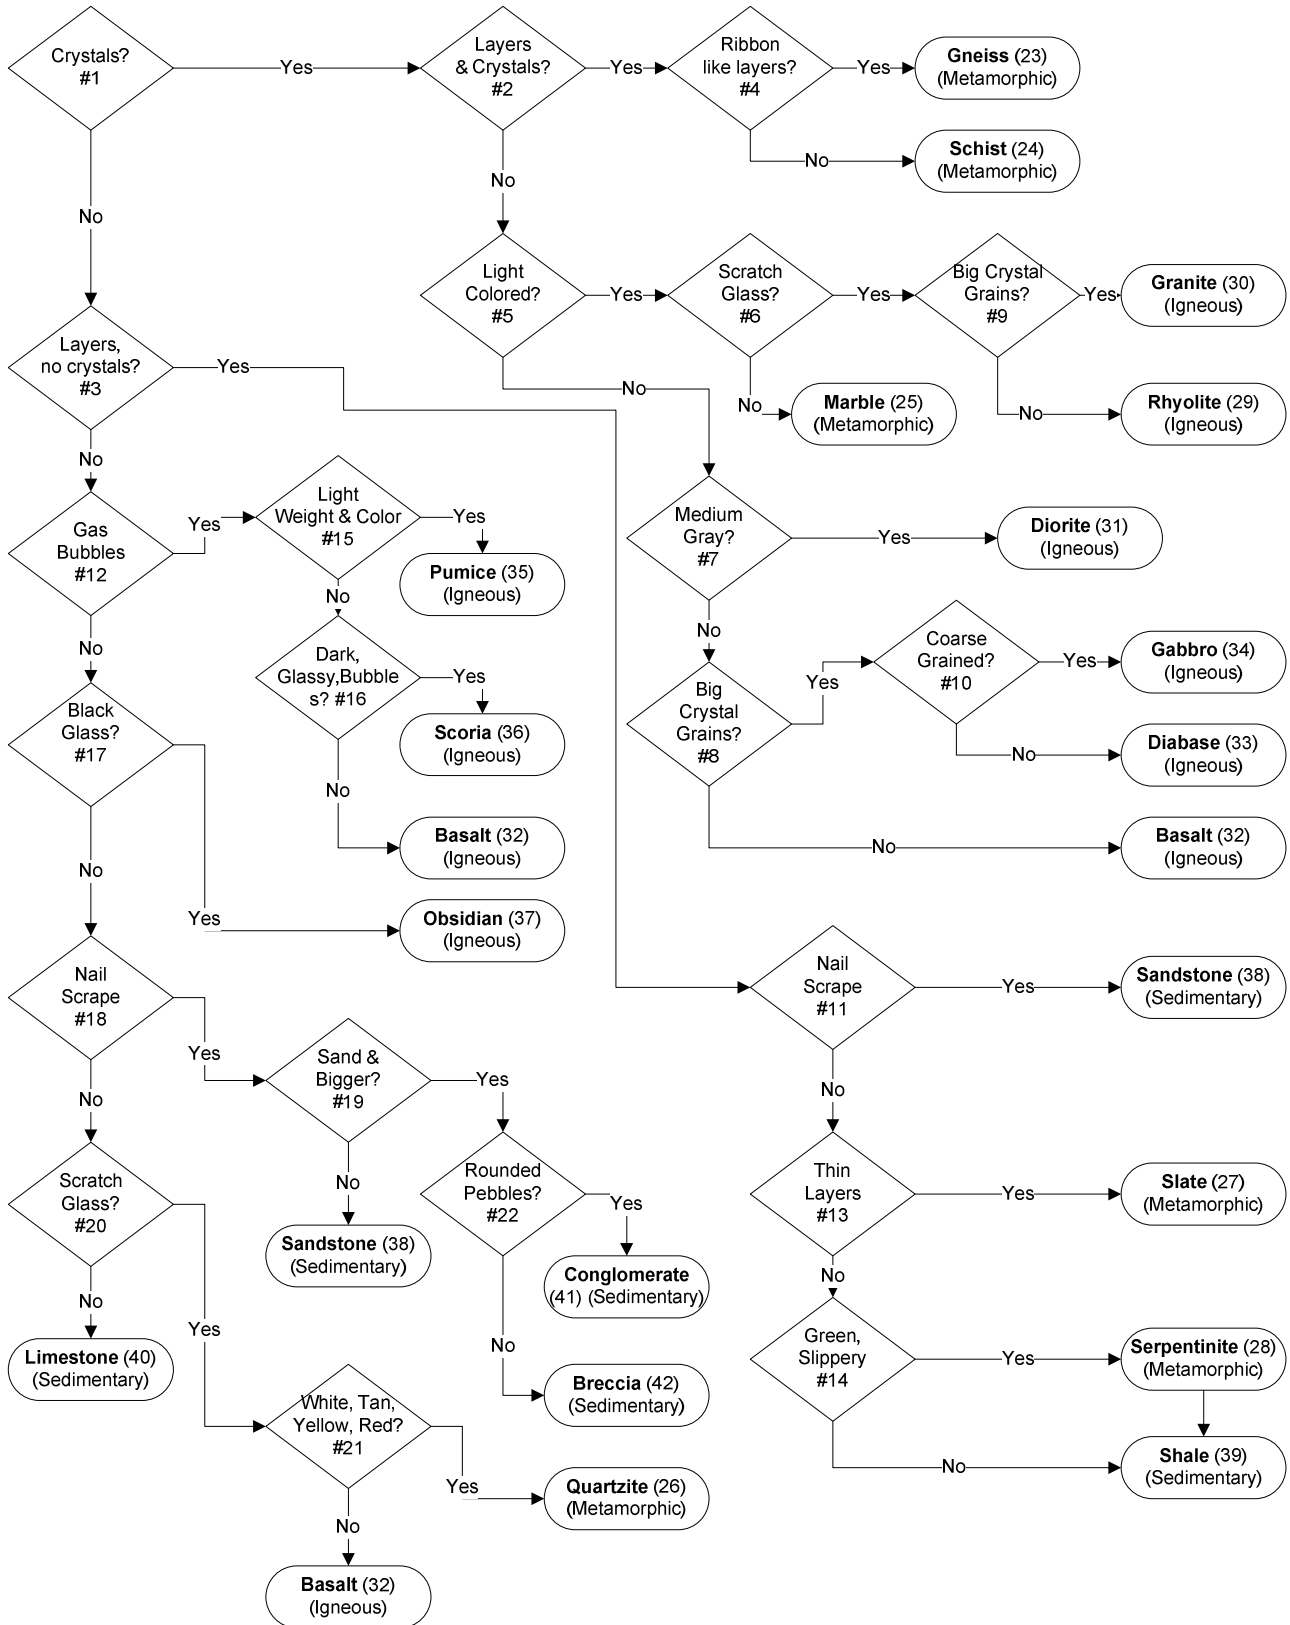 Crystals?
#1
Yes
Layers
& Crystals?
#2
Yes
Ribbon
like layers?
#4
Yes
Gneiss (23)
(Metamorphic)
No
Schist (24)
(Metamorphic)
No
No
Light
Colored?
#5
Yes
Scratch
Glass?
#6
Yes
Big Crystal
Grains?
#9
Yes
Granite (30)
(Igneous)
Layers,
no crystals?
#3
Yes
No
No
Marble (25)
(Metamorphic)
No
Rhyolite (29)
(Igneous)
No
Gas
Bubbles
#12
Yes
Light
Weight & Color
#15
Yes
Pumice (35)
(Igneous)
Medium
Gray?
#7
Yes
Diorite (31)
(Igneous)
No
No
No
Dark,
Glassy,Bubble
s? #16
Yes
Scoria (36)
(Igneous)
Big
Crystal
Grains?
#8
Yes
Coarse
Grained?
#10
Yes
Gabbro (34)
(Igneous)
No
Diabase (33)
(Igneous)
Black
Glass?
#17
No
Basalt (32)
(Igneous)
No
Basalt (32)
(Igneous)
No
Yes
Obsidian (37)
(Igneous)
Nail
Scrape
#18
Yes
Nail
Scrape
#11
Yes
Sandstone (38)
(Sedimentary)
Sand &
Bigger?
#19
Yes
No
No
Scratch
Glass?
#20
No
Rounded
Pebbles?
#22
Yes
Thin
Layers
#13
Yes
Slate (27)
(Metamorphic)
Sandstone (38)
(Sedimentary)
Conglomerate
(41) (Sedimentary)
No
No
Yes
No
Green,
Slippery
#14
Yes
Serpentinite (28)
(Metamorphic)
Limestone (40)
(Sedimentary)
Breccia (42)
(Sedimentary)
White, Tan,
Yellow, Red?
#21
No
Shale (39)
(Sedimentary)
Yes
Quartzite (26)
(Metamorphic)
No
Basalt (32)
(Igneous)